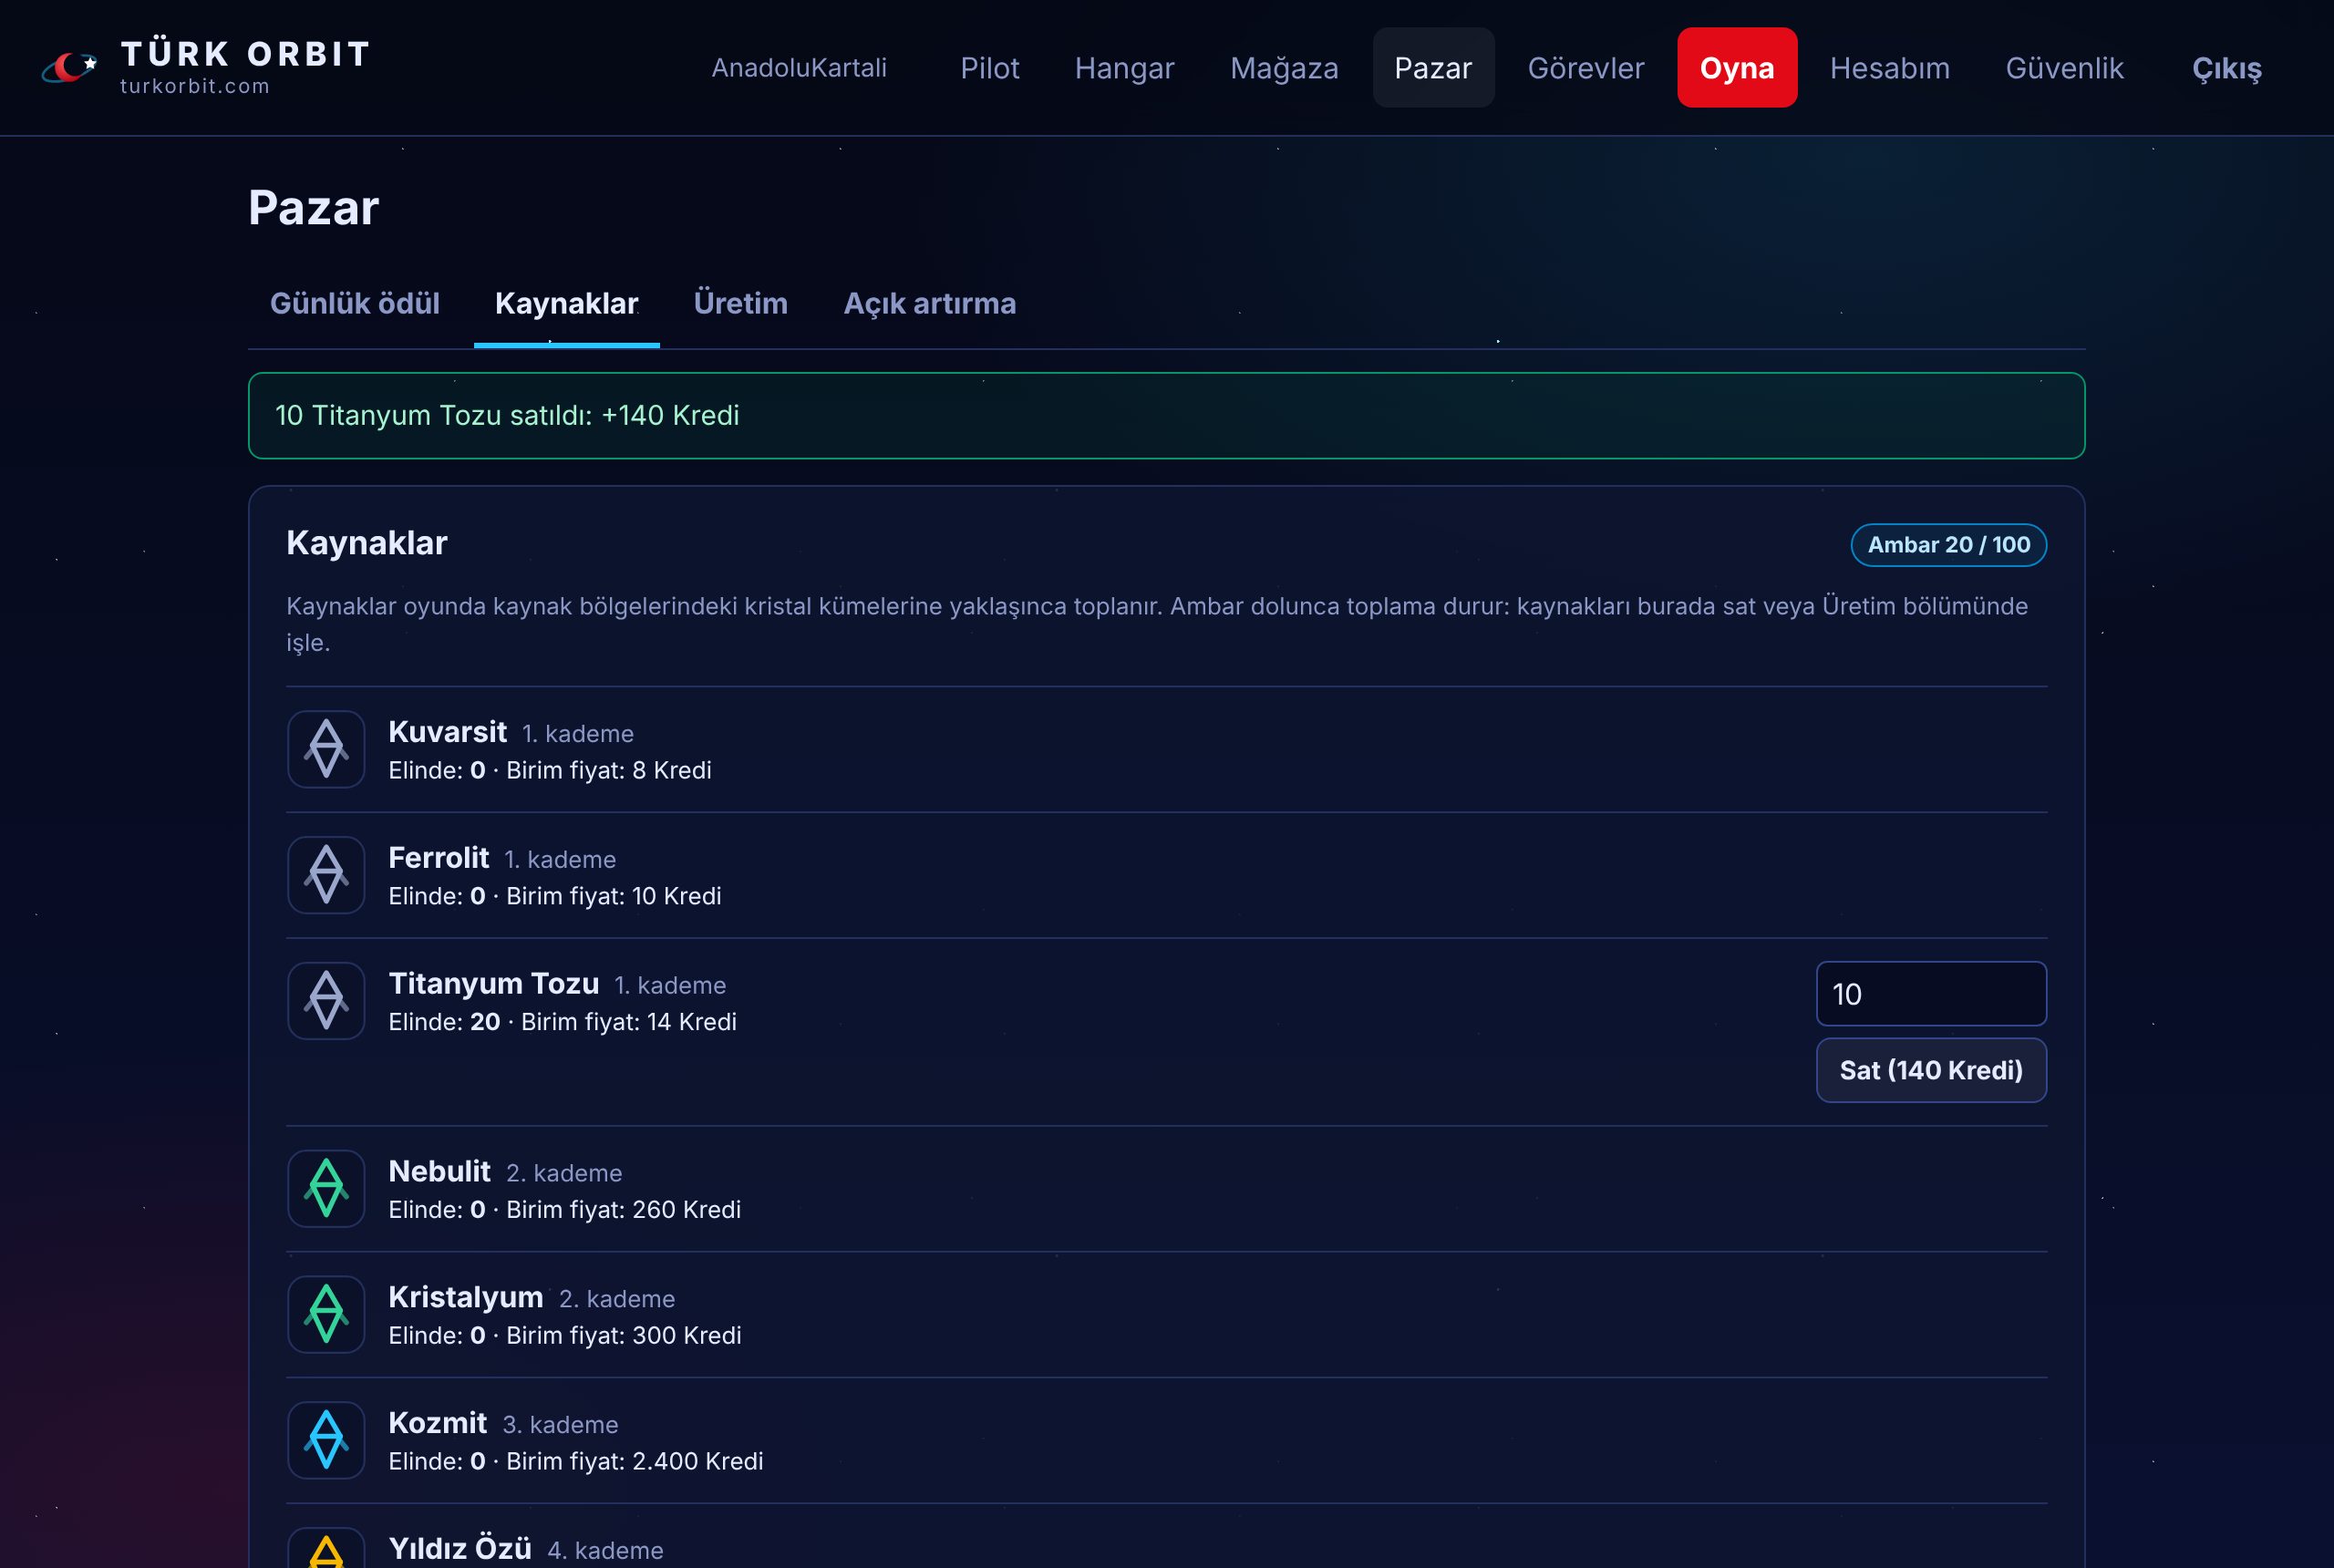 TÜRK ORBIT
turkorbit.com
AnadoluKartali
Pilot
Hangar
Mağaza
Pazar
Görevler
Oyna
Hesabım
Güvenlik
Çıkış
Pazar
Günlük ödül
Kaynaklar
Üretim
Açık artırma
10 Titanyum Tozu satıldı: +140 Kredi
Kaynaklar
Ambar 20 / 100
Kaynaklar oyunda kaynak bölgelerindeki kristal kümelerine yaklaşınca toplanır. Ambar dolunca toplama durur: kaynakları burada sat veya Üretim bölümünde
işle.
Kuvarsit 1. kademe
Elinde: 0 · Birim fiyat: 8 Kredi
Ferrolit 1. kademe
Elinde: 0 · Birim fiyat: 10 Kredi
Titanyum Tozu 1. kademe
Elinde: 20 · Birim fiyat: 14 Kredi
10
Sat (140 Kredi)
Nebulit 2. kademe
Elinde: 0 · Birim fiyat: 260 Kredi
Kristalyum 2. kademe
Elinde: 0 · Birim fiyat: 300 Kredi
Kozmit 3. kademe
Elinde: 0 · Birim fiyat: 2.400 Kredi
Yıldız Özü 4. kademe